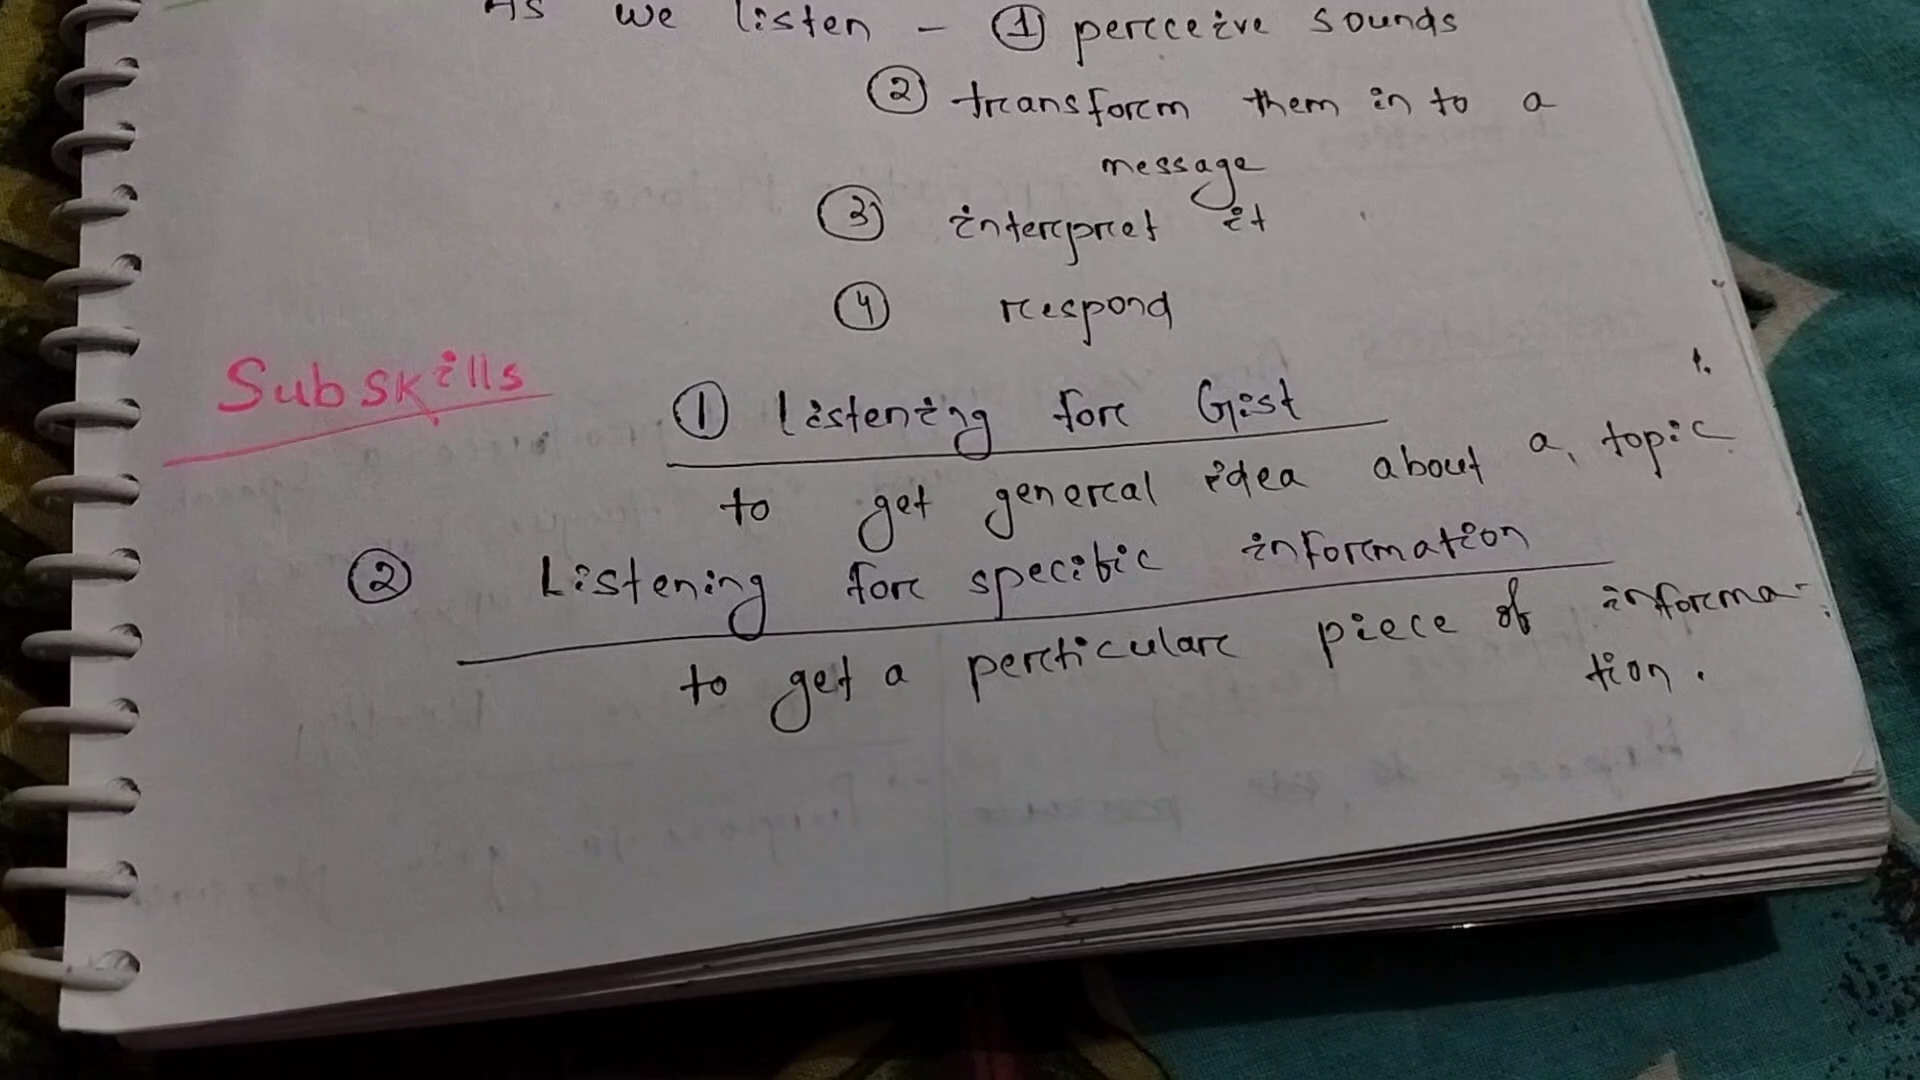 As we listen - ① perceive sounds
② transform them in to a
message
③ interpret it
④ respond
Subskills
① listening for Gist
to get general idea about a topic
② Listening for specific information
to get a perticular piece of informa-
tion.